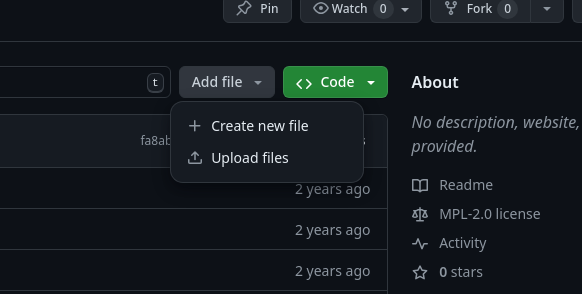 Pin
Watch 0
Fork 0
t
Add file
Code
About
Create new file
Upload files
No description, website,
provided.
fa8ab
s
Readme
2 years ago
MPL-2.0 license
2 years ago
Activity
2 years ago
0 stars